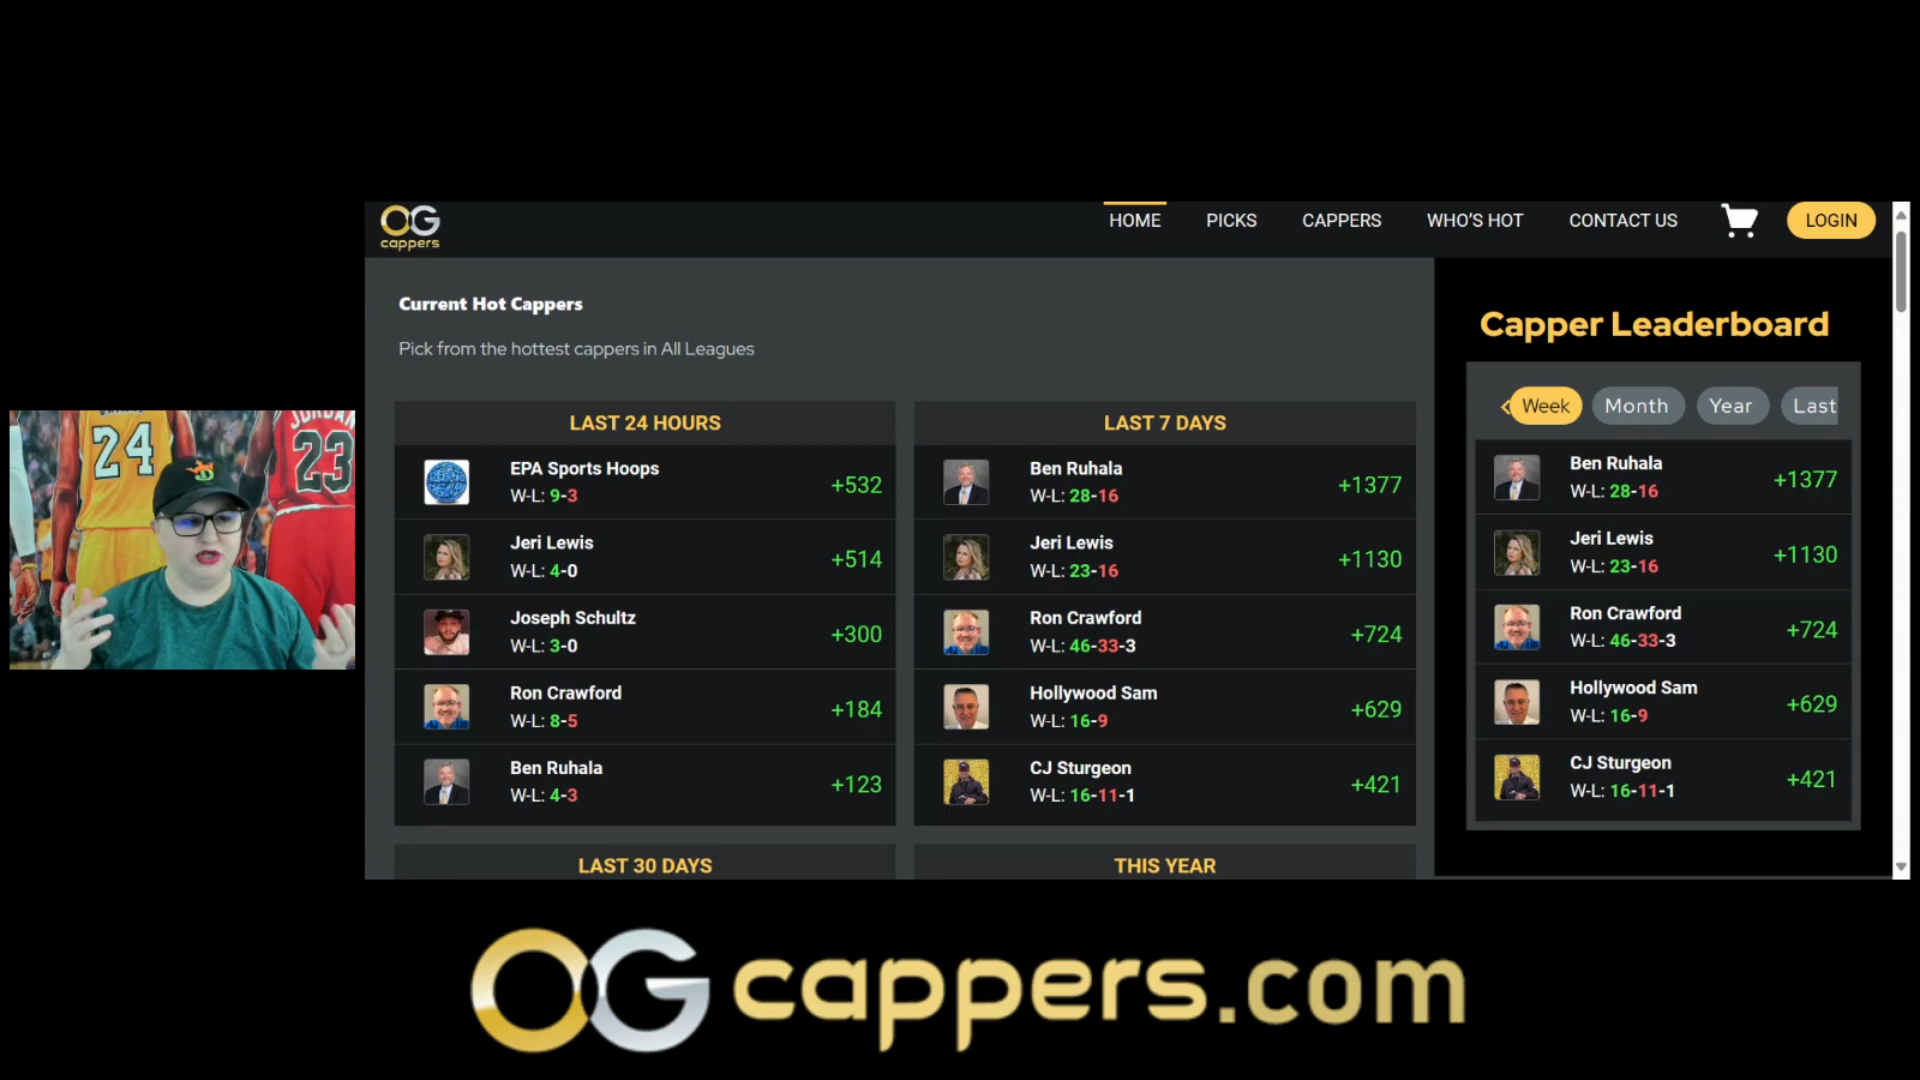 OG
cappers
HOME
PICKS
CAPPERS
WHO'S HOT
CONTACT US
LOGIN
Current Hot Cappers
Pick from the hottest cappers in All Leagues
LAST 24 HOURS
EPA Sports Hoops
W-L: 9-3
+532
Jeri Lewis
W-L: 4-0
+514
Joseph Schultz
W-L: 3-0
+300
Ron Crawford
W-L: 8-5
+184
Ben Ruhala
W-L: 4-3
+123
LAST 7 DAYS
Ben Ruhala
W-L: 28-16
+1377
Jeri Lewis
W-L: 23-16
+1130
Ron Crawford
W-L: 46-33-3
+724
Hollywood Sam
W-L: 16-9
+629
CJ Sturgeon
W-L: 16-11-1
+421
LAST 30 DAYS
THIS YEAR
Capper Leaderboard
Week
Month
Year
Last
Ben Ruhala
W-L: 28-16
+1377
Jeri Lewis
W-L: 23-16
+1130
Ron Crawford
W-L: 46-33-3
+724
Hollywood Sam
W-L: 16-9
+629
CJ Sturgeon
W-L: 16-11-1
+421
24
JORDAN
23
OG cappers.com